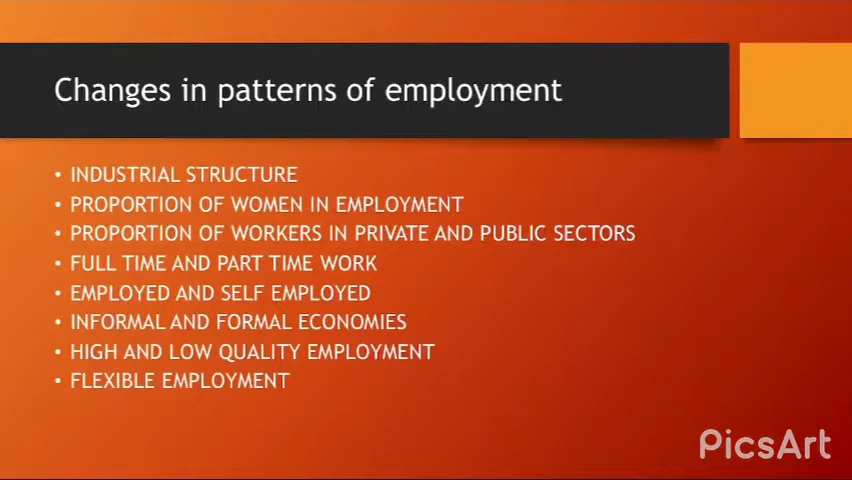 Changes in patterns of employment
• INDUSTRIAL STRUCTURE
• PROPORTION OF WOMEN IN EMPLOYMENT
• PROPORTION OF WORKERS IN PRIVATE AND PUBLIC SECTORS
• FULL TIME AND PART TIME WORK
• EMPLOYED AND SELF EMPLOYED
• INFORMAL AND FORMAL ECONOMIES
• HIGH AND LOW QUALITY EMPLOYMENT
• FLEXIBLE EMPLOYMENT
PicsArt